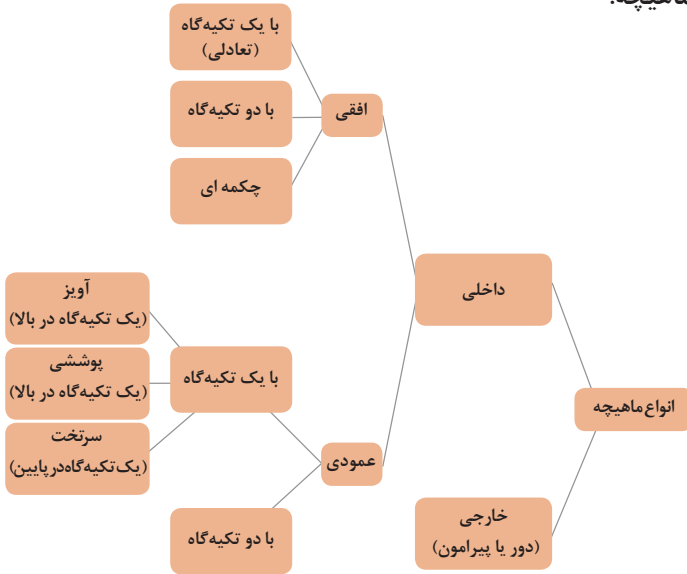 ماهیچه:
انواع ماهیچه
داخلی
افقی
با یک تکیه‌گاه
(تعادلی)
با دو تکیه‌گاه
چکمه ای
عمودی
با یک تکیه‌گاه
آویز
(یک تکیه‌گاه در بالا)
پوششی
(یک تکیه‌گاه در بالا)
سرتخت
(یک‌تکیه‌گاه‌درپایین)
با دو تکیه‌گاه
خارجی
(دور یا پیرامون)